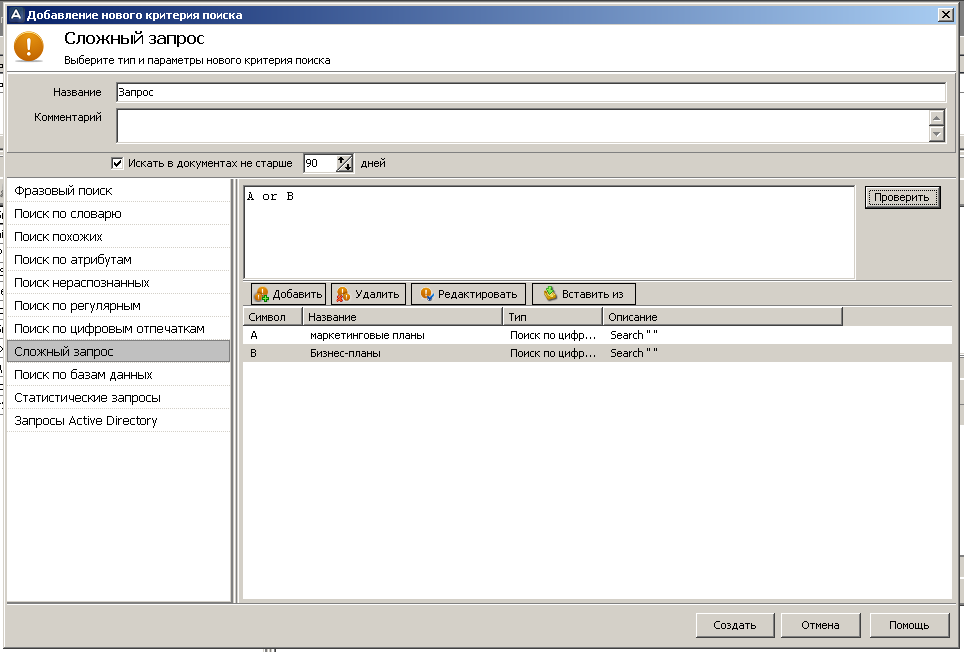 Добавление нового критерия поиска
Сложный запрос
Выберите тип и параметры нового критерия поиска
Название Запрос
Комментарий
Искать в документах не старше 90 дней
Фразовый поиск
Поиск по словарю
Поиск похожих
Поиск по атрибутам
Поиск нераспознанных
Поиск по регулярным
Поиск по цифровым отпечаткам
Сложный запрос
Поиск по базам данных
Статистические запросы
Запросы Active Directory
A or B
Проверить
Добавить Удалить Редактировать Вставить из
Символ Название Тип Описание
A маркетинговые планы Поиск по цифр... Search " "
B Бизнес-планы Поиск по цифр... Search " "
Создать Отмена Помощь